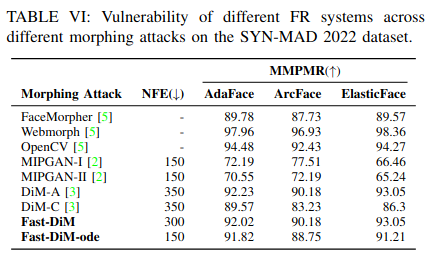 TABLE VI: Vulnerability of different FR systems across
different morphing attacks on the SYN-MAD 2022 dataset.
MMPMR(↑)
Morphing Attack NFE(↓) AdaFace ArcFace ElasticFace
FaceMorpher [5] - 89.78 87.73 89.57
Webmorph [5] - 97.96 96.93 98.36
OpenCV [5] - 94.48 92.43 94.27
MIPGAN-I [2] 150 72.19 77.51 66.46
MIPGAN-II [2] 150 70.55 72.19 65.24
DiM-A [3] 350 92.23 90.18 93.05
DiM-C [3] 350 89.57 83.23 86.3
Fast-DiM 300 92.02 90.18 93.05
Fast-DiM-ode 150 91.82 88.75 91.21